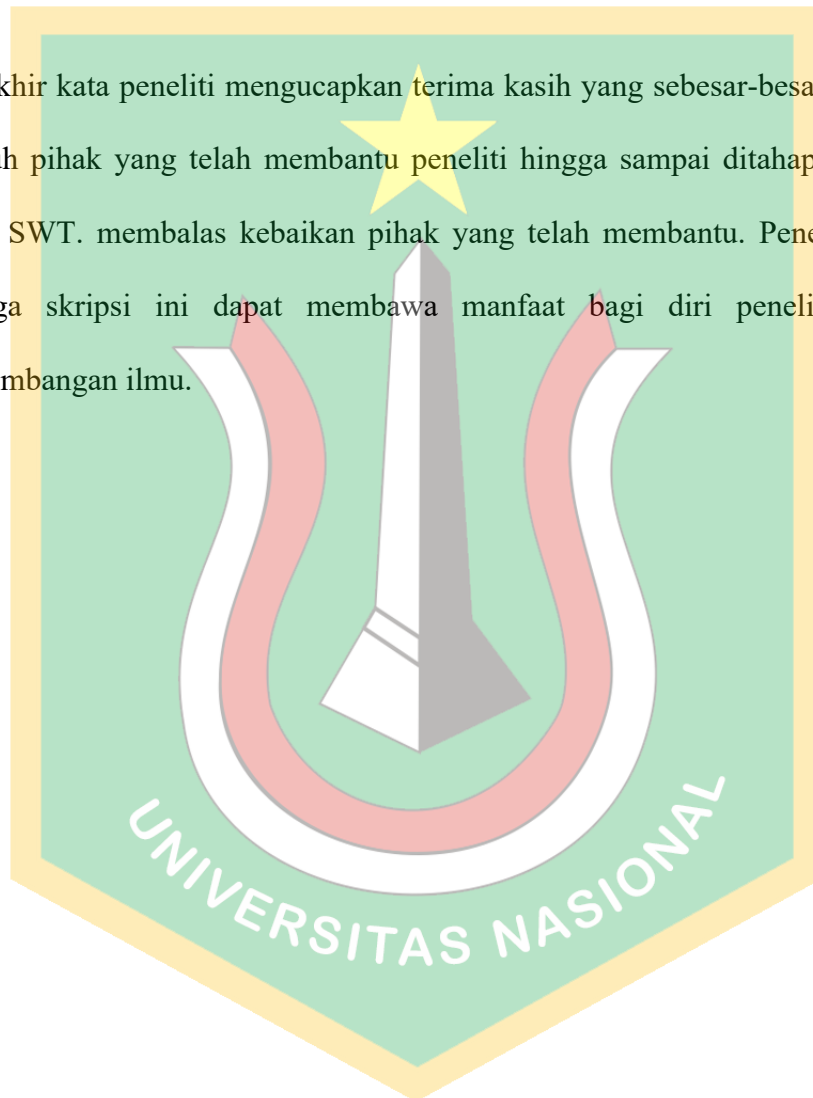 khir kata peneliti mengucapkan terima kasih yang sebesar-besa
h pihak yang telah membantu peneliti hingga sampai ditahap
SWT. membalas kebaikan pihak yang telah membantu. Pene
ga skripsi ini dapat membawa manfaat bagi diri peneli
mbangan ilmu.
UNIVERSITAS NASIONAL